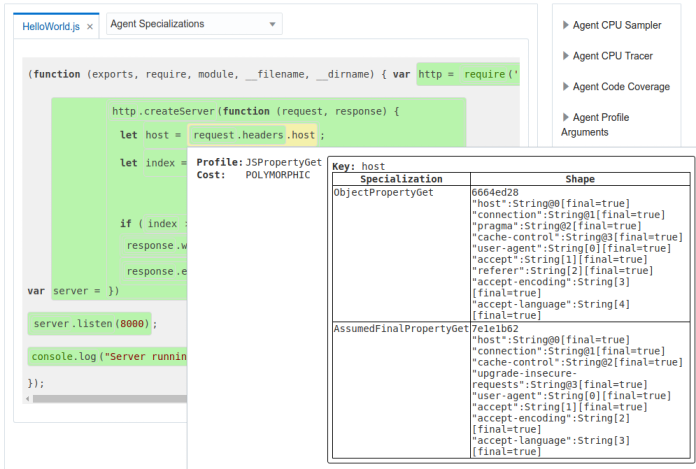 HelloWorld.js ×
Agent Specializations
(function (exports, require, module, __filename, __dirname) { var http = require('
http.createServer(function (request, response) {
let host = request.headers.host ;
let index =
if ( index
response.w
response.e
var server = })
server.listen(8000);
console.log("Server runnin
});
Agent CPU Sampler
Agent CPU Tracer
Agent Code Coverage
Agent Profile
Arguments
Profile: JSPropertyGet
Cost: POLYMORPHIC
Key: host
Specialization Shape
ObjectPropertyGet 6664ed28
"host":String@0[final=true]
"connection":String@1[final=true]
"pragma":String@2[final=true]
"cache-control":String@3[final=true]
"user-agent":String[0][final=true]
"accept":String[1][final=true]
"referer":String[2][final=true]
"accept-encoding":String[3]
[final=true]
"accept-language":String[4]
[final=true]
AssumedFinalPropertyGet 7e1e1b62
"host":String@0[final=true]
"connection":String@1[final=true]
"cache-control":String@2[final=true]
"upgrade-insecure-
requests":String@3[final=true]
"user-agent":String[0][final=true]
"accept":String[1][final=true]
"accept-encoding":String[2]
[final=true]
"accept-language":String[3]
[final=true]